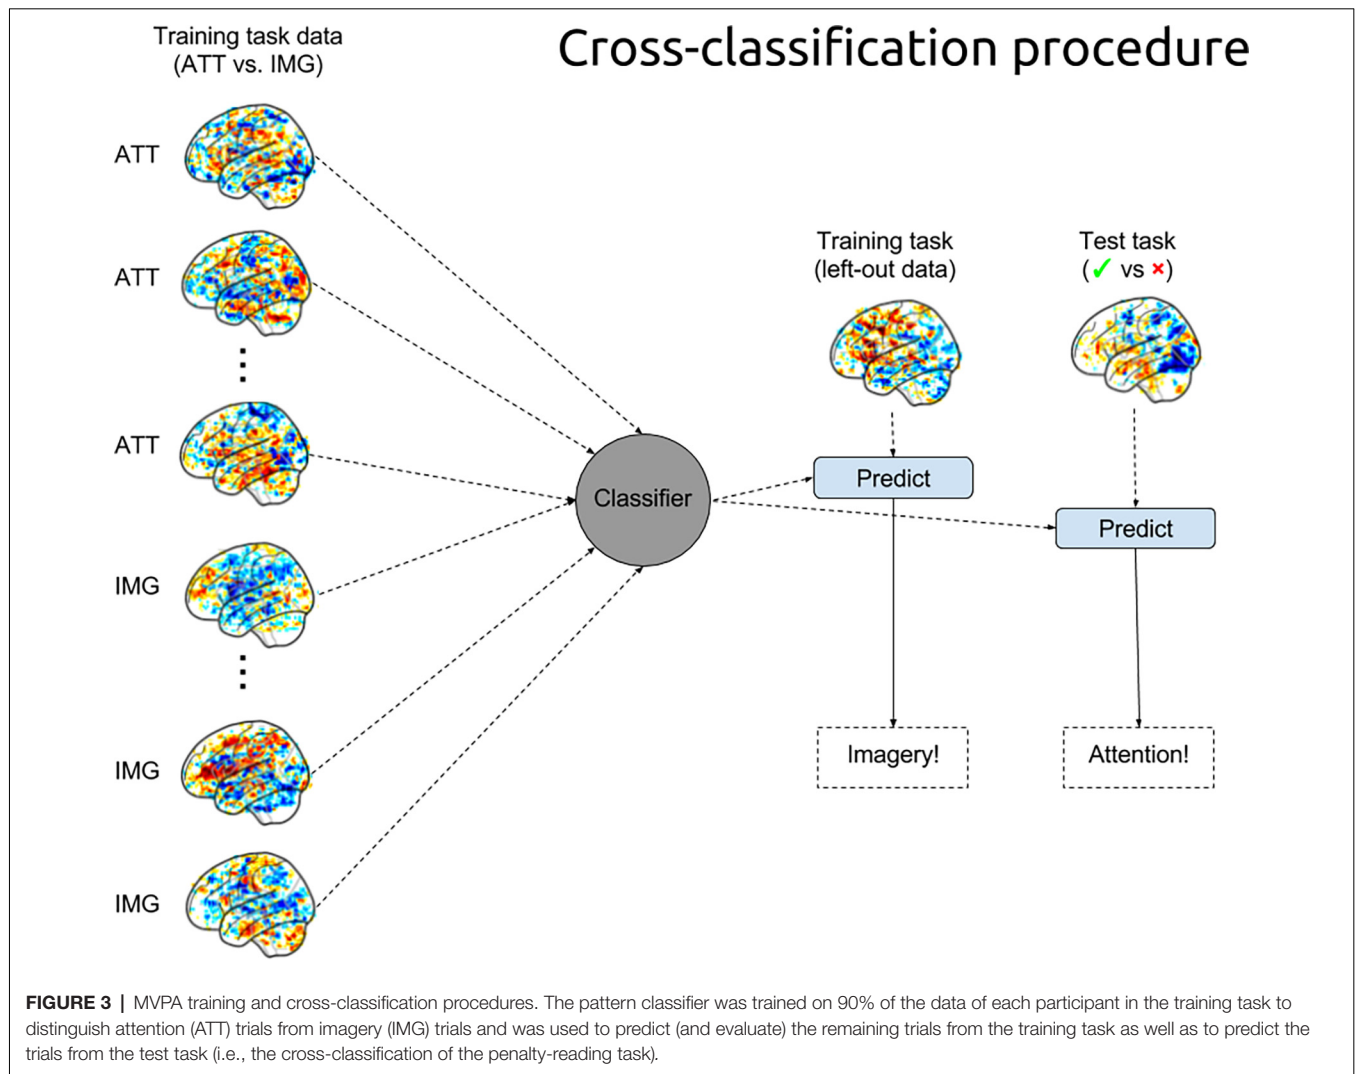 Training task data
(ATT vs. IMG)
Cross-classification procedure
ATT
ATT
ATT
IMG
IMG
IMG
Classifier
Training task
(left-out data)
Predict
Imagery!
Test task
(✓ vs ×)
Predict
Attention!
FIGURE 3 | MVPA training and cross-classification procedures. The pattern classifier was trained on 90% of the data of each participant in the training task to
distinguish attention (ATT) trials from imagery (IMG) trials and was used to predict (and evaluate) the remaining trials from the training task as well as to predict the
trials from the test task (i.e., the cross-classification of the penalty-reading task).